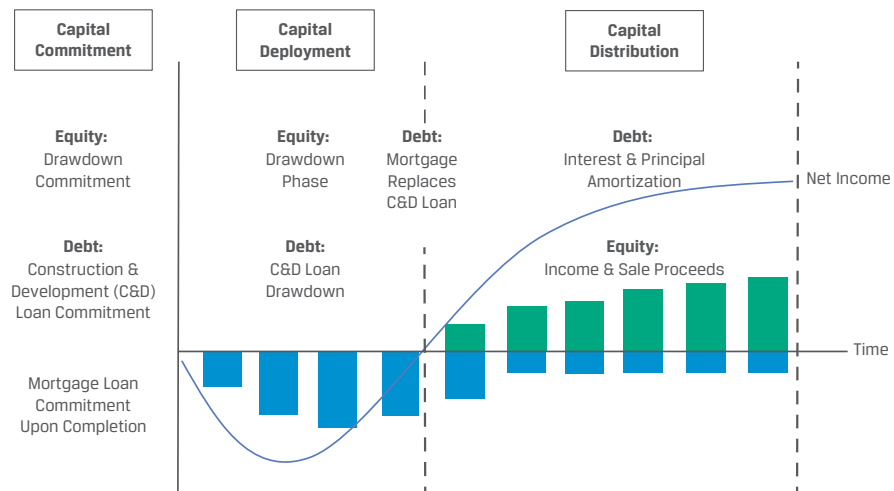 Capital
Commitment
Capital
Deployment
Capital
Distribution
Equity:
Drawdown
Commitment
Equity:
Drawdown
Phase
Debt:
Mortgage
Replaces
C&D Loan
Debt:
Interest & Principal
Amortization
Net Income
Debt:
Construction &
Development (C&D)
Loan Commitment
Debt:
C&D Loan
Drawdown
Equity:
Income & Sale Proceeds
Time
Mortgage Loan
Commitment
Upon Completion